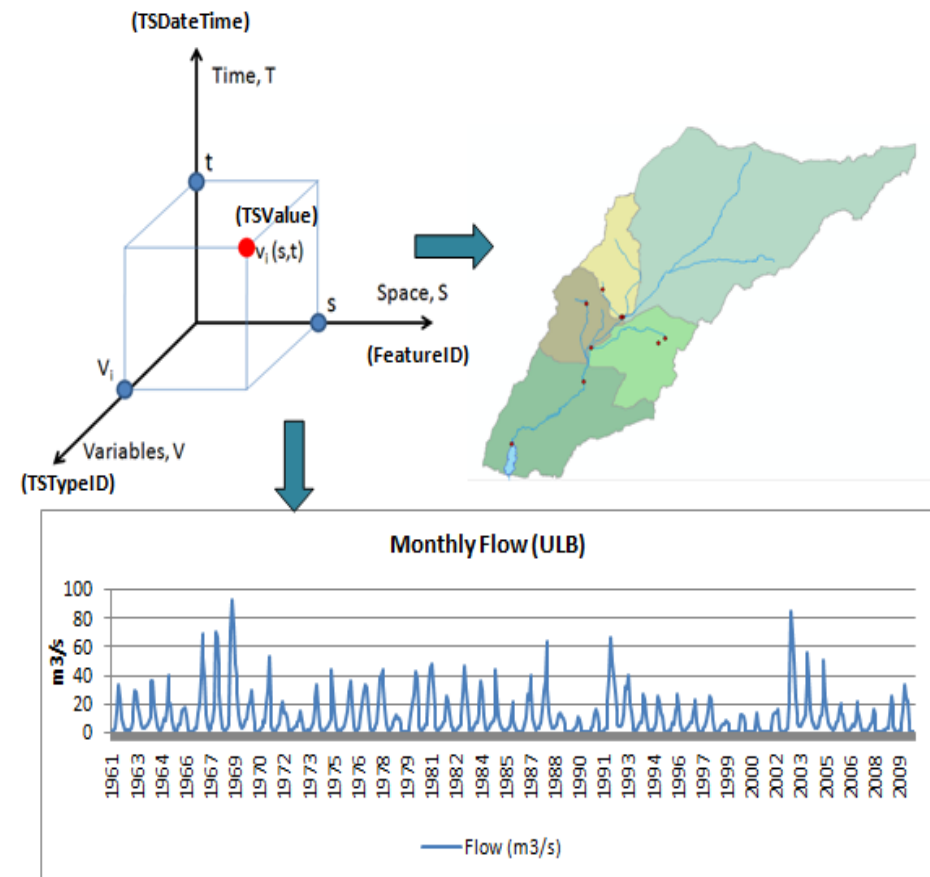 (TSDateTime)
Time, T
t
(TSValue)
vi (s,t)
Space, S
s
(FeatureID)
Vi
Variables, V
(TSTypeID)
Monthly Flow (ULB)
100
80
60
40
20
0
m3/s
1961
1963
1964
1966
1967
1969
1970
1972
1973
1975
1976
1978
1979
1981
1982
1984
1985
1987
1988
1990
1991
1993
1994
1996
1997
1999
2000
2002
2003
2005
2006
2008
2009
Flow (m3/s)